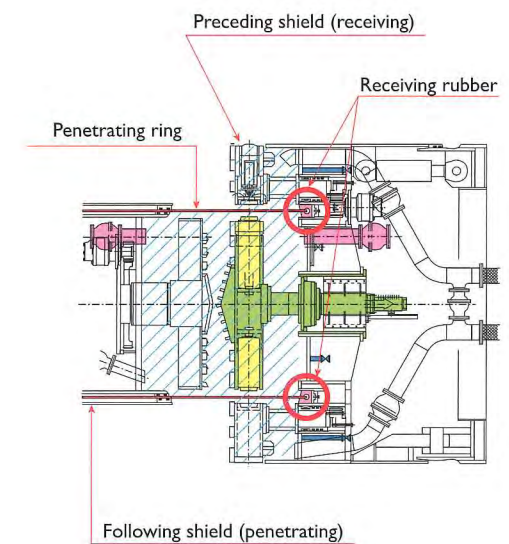 Preceding shield (receiving)
Receiving rubber
Penetrating ring
Following shield (penetrating)